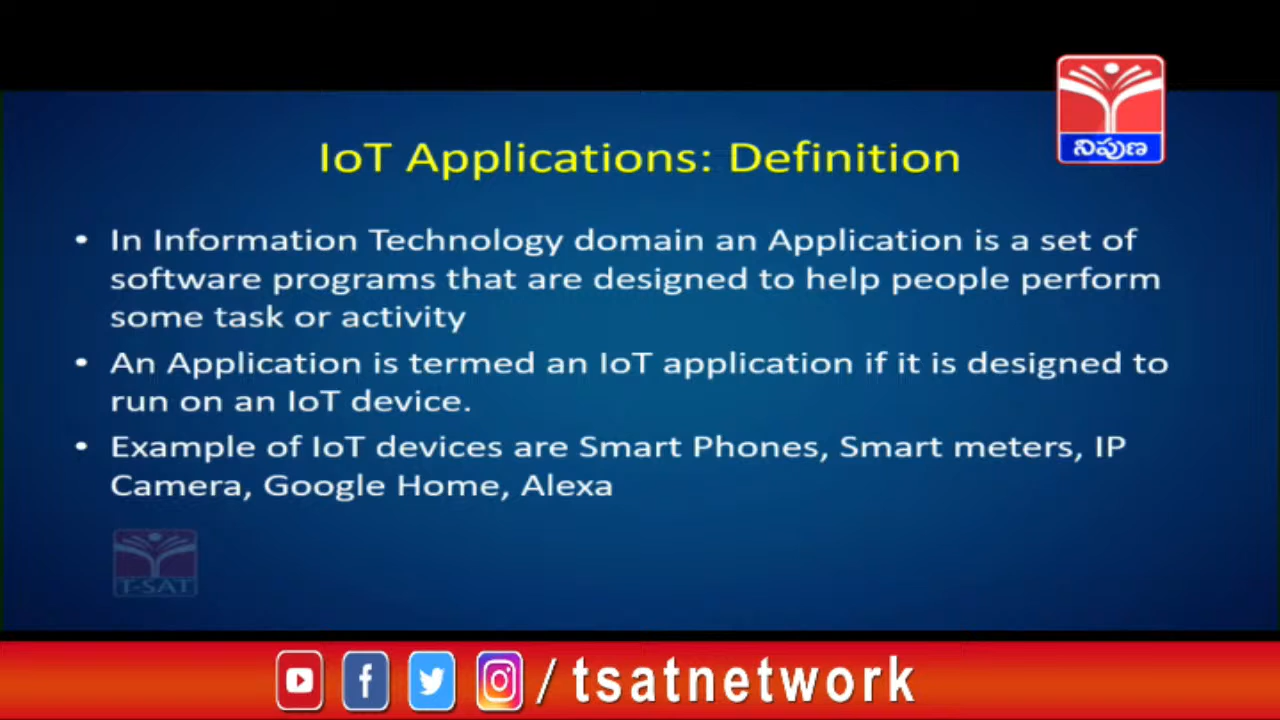 నిపుణ
IoT Applications: Definition
• In Information Technology domain an Application is a set of
software programs that are designed to help people perform
some task or activity
• An Application is termed an IoT application if it is designed to
run on an IoT device.
• Example of IoT devices are Smart Phones, Smart meters, IP
Camera, Google Home, Alexa
T-SAT
/ tsatnetwork